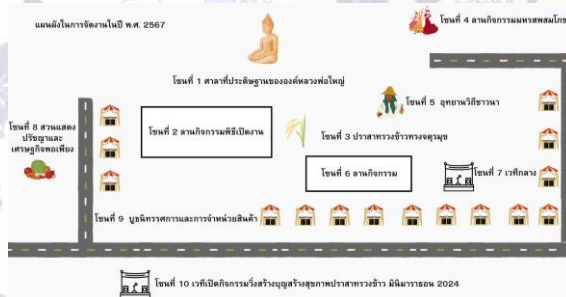 แผนผังในการจัดงานในปี พ.ศ. 2567
โซนที่ 4 ลานกิจกรรมมหรสพสมโภช
โซนที่ 1 ศาลาที่ประดิษฐานขององค์หลวงพ่อใหญ่
โซนที่ 5 อุทยานวิถีชาวนา
โซนที่ 8 สวนแสดง
ปรัชญาและ
เศรษฐกิจพอเพียง
โซนที่ 2 ลานกิจกรรมพิธีเปิดงาน
โซนที่ 3 ปราสาทรวงข้าวทรงจตุรมุข
โซนที่ 6 ลานกิจกรรม
โซนที่ 7 เวทีกลาง
โซนที่ 9 บูธนิทรรศการและการจำหน่ายสินค้า
โซนที่ 10 เวทีเปิดกิจกรรมวิ่งสร้างบุญสร้างสุขภาพปราสาทรวงข้าว มินิมาราธอน 2024